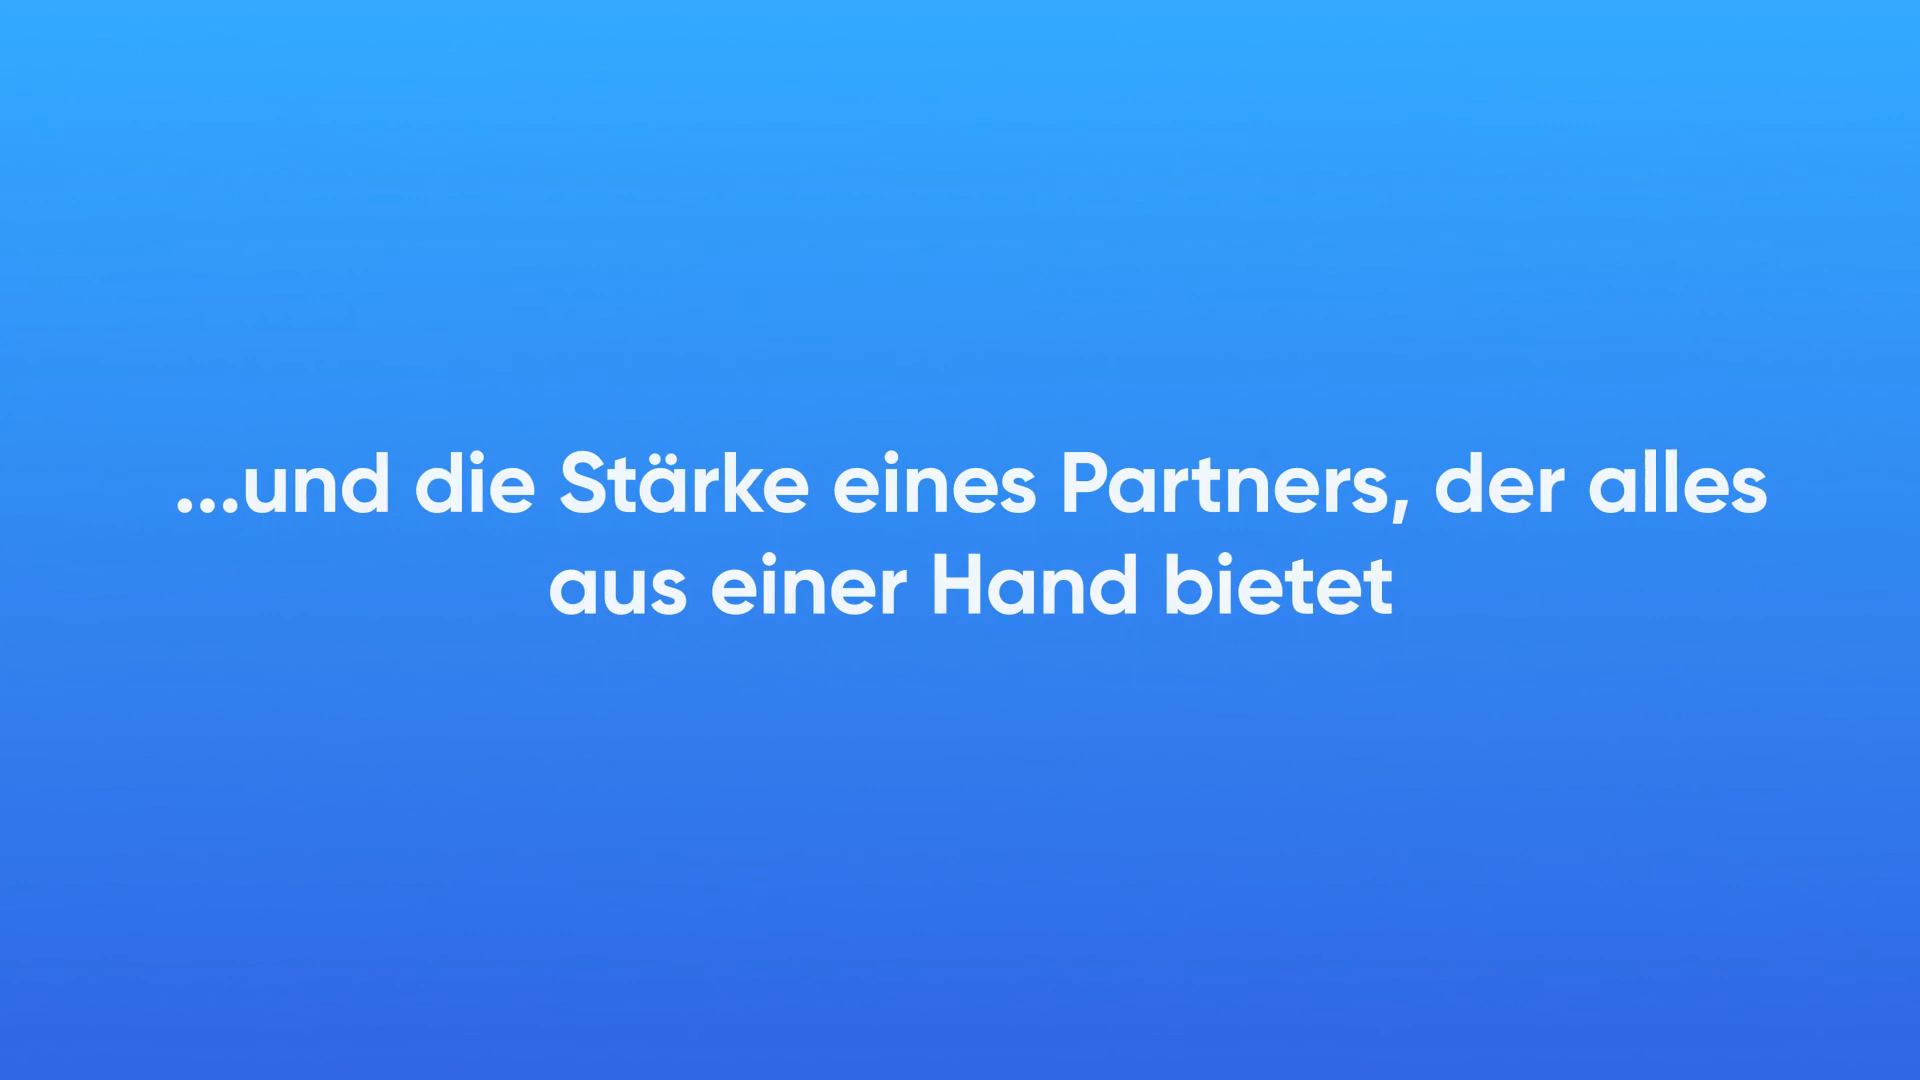 ...und die Stärke eines Partners, der alles
aus einer Hand bietet